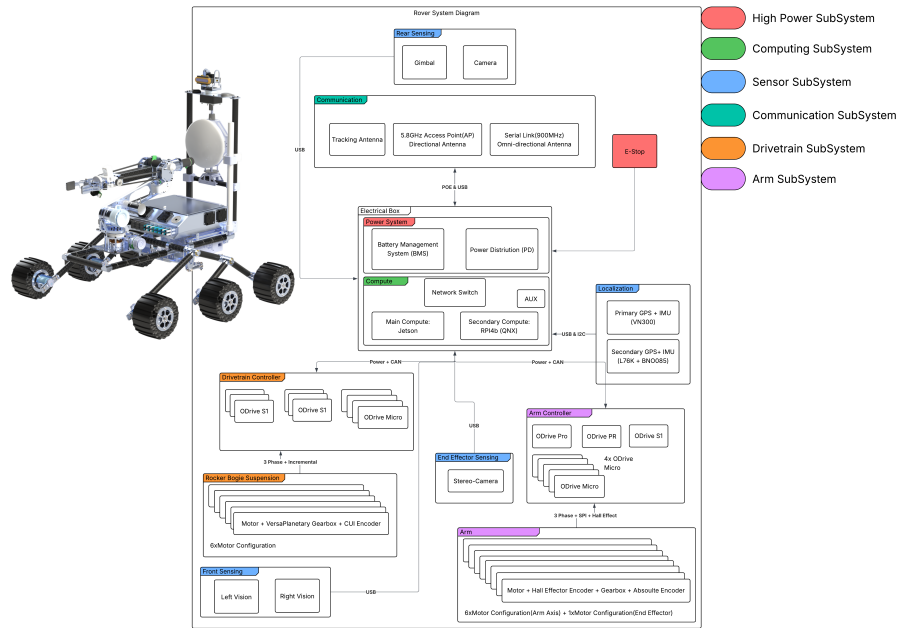 Rover System Diagram
High Power SubSystem
Computing SubSystem
Sensor SubSystem
Communication SubSystem
Drivetrain SubSystem
Arm SubSystem
Rear Sensing
Gimbal
Camera
Communication
Tracking Antenna
5.8GHz Access Point(AP)
Directional Antenna
Serial Link(900MHz)
Omni-directional Antenna
E-Stop
USB
POE & USB
Electrical Box
Power System
Battery Management
System (BMS)
Power Distriution (PD)
Compute
Network Switch
AUX
Main Compute:
Jetson
Secondary Compute:
RPI4b (QNX)
Localization
Primary GPS + IMU
(VN300)
Secondary GPS+ IMU
(L76K + BNO085)
USB & I2C
Power + CAN
Power + CAN
Drivetrain Controller
ODrive S1
ODrive S1
ODrive Micro
Arm Controller
ODrive Pro
ODrive PR
ODrive S1
4x ODrive
Micro
ODrive Micro
USB
End Effector Sensing
Stereo-Camera
3 Phase + Incremental
Rocker Bogie Suspension
Motor + VersaPlanetary Gearbox + CUI Encoder
6xMotor Configuration
3 Phase + SPI + Hall Effect
Arm
Motor + Hall Effector Encoder + Gearbox + Absoulte Encoder
6xMotor Configuration(Arm Axis) + 1xMotor Configuration(End Effector)
Front Sensing
Left Vision
Right Vision
USB